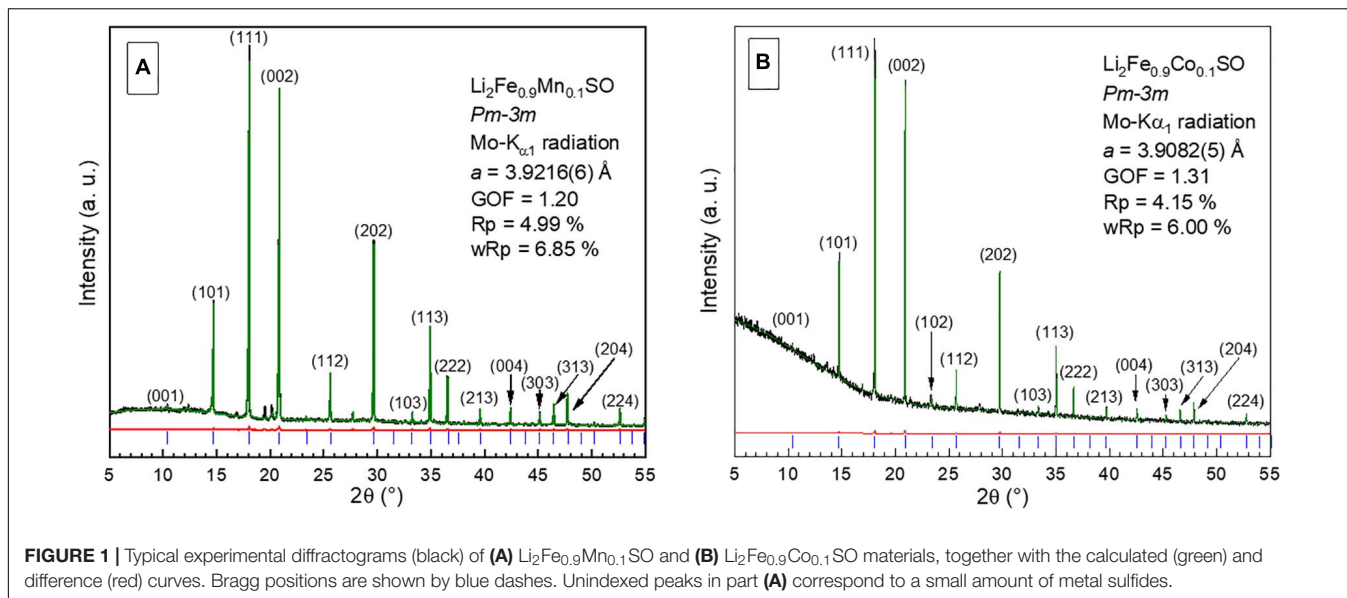 A
(111)
(002)
Li₂Fe₀.₉Mn₀.₁SO
Pm-3m
Mo-Kα1 radiation
a = 3.9216(6) Å
GOF = 1.20
Rp = 4.99 %
wRp = 6.85 %
(202)
(101)
(113)
(112)
(222)
(004)
(313)
(204)
(303)
(001)
(103)
(213)
(224)
Intensity (a. u.)
5 10 15 20 25 30 35 40 45 50 55
2θ (°)
B
(111)
(002)
Li₂Fe₀.₉Co₀.₁SO
Pm-3m
Mo-Kα₁ radiation
a = 3.9082(5) Å
GOF = 1.31
Rp = 4.15 %
wRp = 6.00 %
(101)
(202)
(001)
(102)
(113)
(112)
(222)
(004)
(313)
(204)
(303)
(103)
(213)
(224)
Intensity (a. u.)
5 10 15 20 25 30 35 40 45 50 55
2θ (°)
FIGURE 1 | Typical experimental diffractograms (black) of (A) Li₂Fe₀.₉Mn₀.₁SO and (B) Li₂Fe₀.₉Co₀.₁SO materials, together with the calculated (green) and
difference (red) curves. Bragg positions are shown by blue dashes. Unindexed peaks in part (A) correspond to a small amount of metal sulfides.